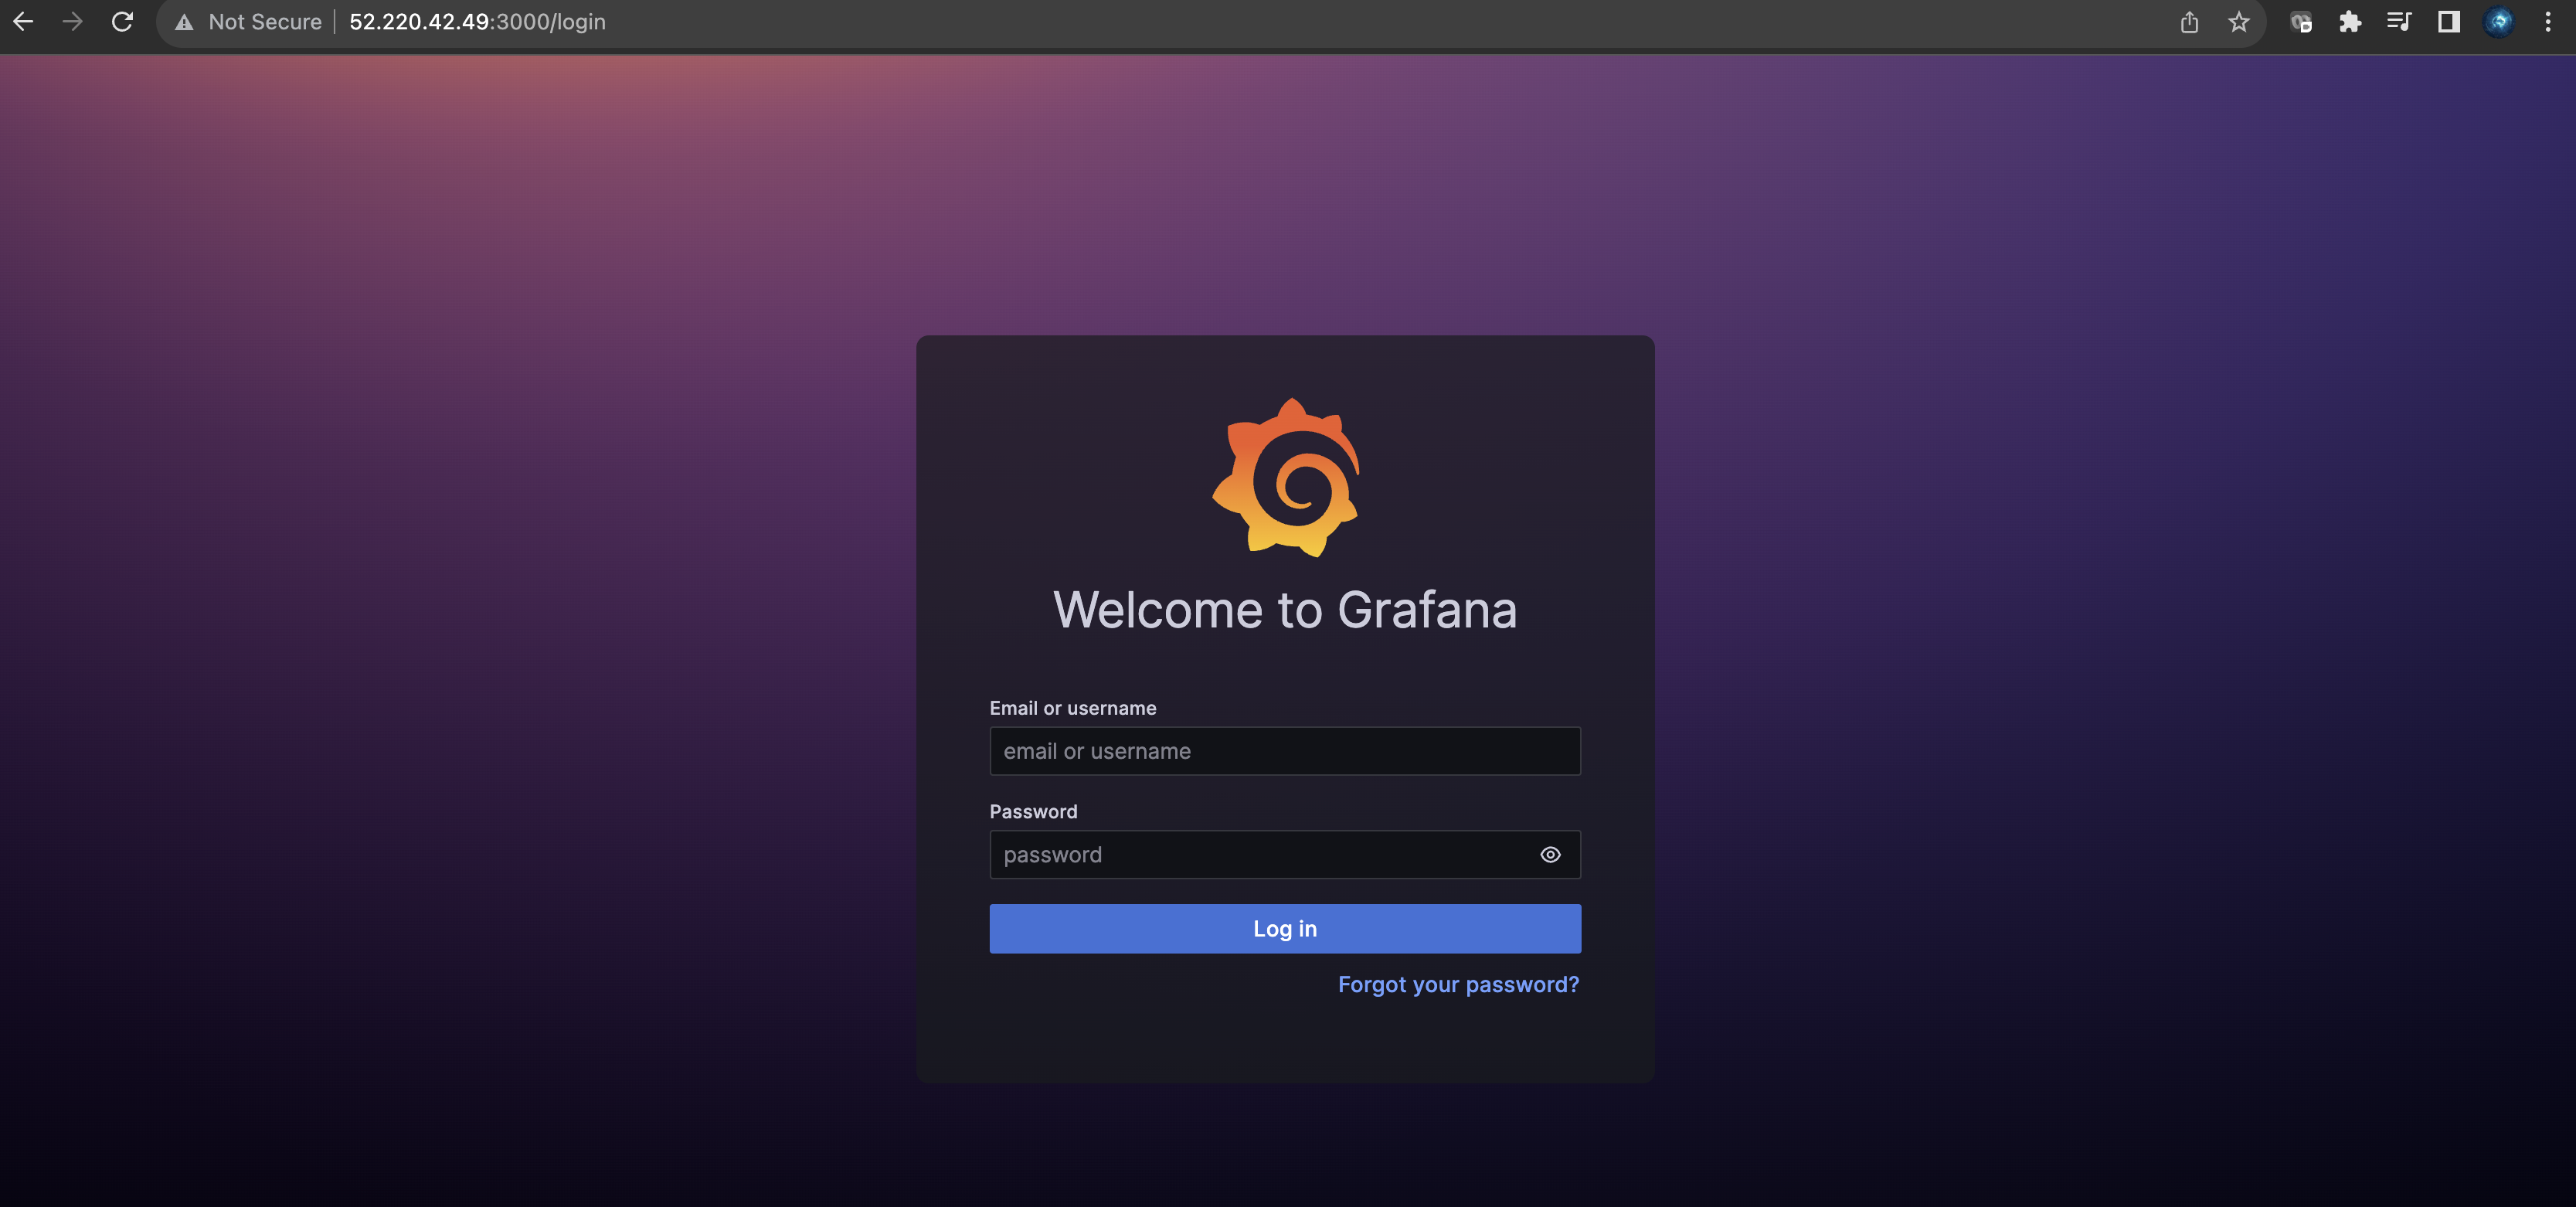 Not Secure | 52.220.42.49:3000/login
Welcome to Grafana
Email or username
email or username
Password
password
Log in
Forgot your password?